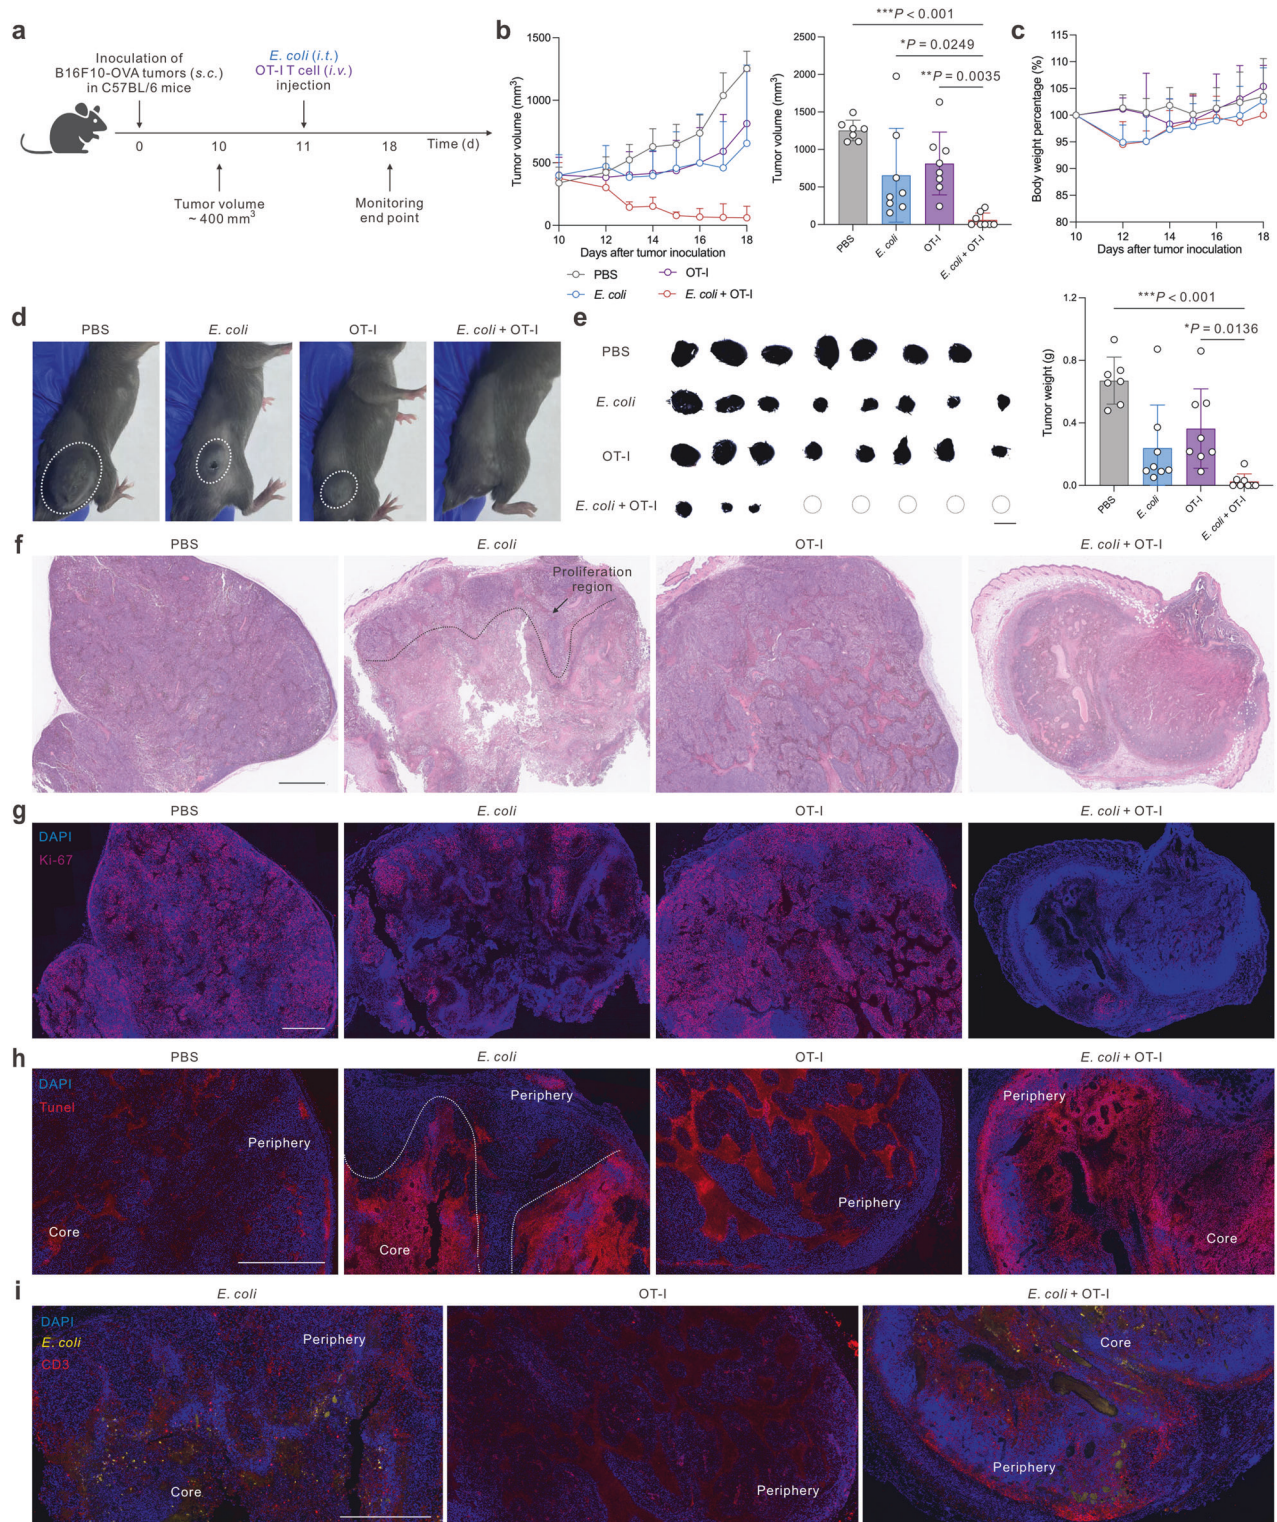 a
Inoculation of
B16F10-OVA tumors (s.c.)
in C57BL/6 mice
E. coli (i.t.)
OT-I T cell (i.v.)
injection
0
10
11
18
Time (d)
Tumor volume
~ 400 mm³
Monitoring
end point
b
Tumor volume (mm³)
1500
1000
500
0
10
12
14
16
18
Days after tumor inoculation
PBS
OT-I
E. coli
E. coli + OT-I
***P < 0.001
*P = 0.0249
**P = 0.0035
Tumor volume (mm³)
2500
2000
1500
1000
500
0
PBS
E. coli
OT-I
E. coli + OT-I
c
Body weight percentage (%)
115
110
105
100
95
90
85
80
10
12
14
16
18
Days after tumor inoculation
d
PBS
E. coli
OT-I
E. coli + OT-I
e
PBS
E. coli
OT-I
E. coli + OT-I
Tumor weight (g)
1.2
0.8
0.4
0.0
***P < 0.001
*P = 0.0136
PBS
E. coli
OT-I
E. coli + OT-I
f
PBS
E. coli
OT-I
E. coli + OT-I
Proliferation
region
g
PBS
E. coli
OT-I
E. coli + OT-I
DAPI
Ki-67
h
PBS
E. coli
OT-I
E. coli + OT-I
DAPI
Tunel
Periphery
Core
Periphery
Core
Periphery
Periphery
Core
i
E. coli
OT-I
E. coli + OT-I
DAPI
E. coli
CD3
Periphery
Core
Periphery
Core
Periphery